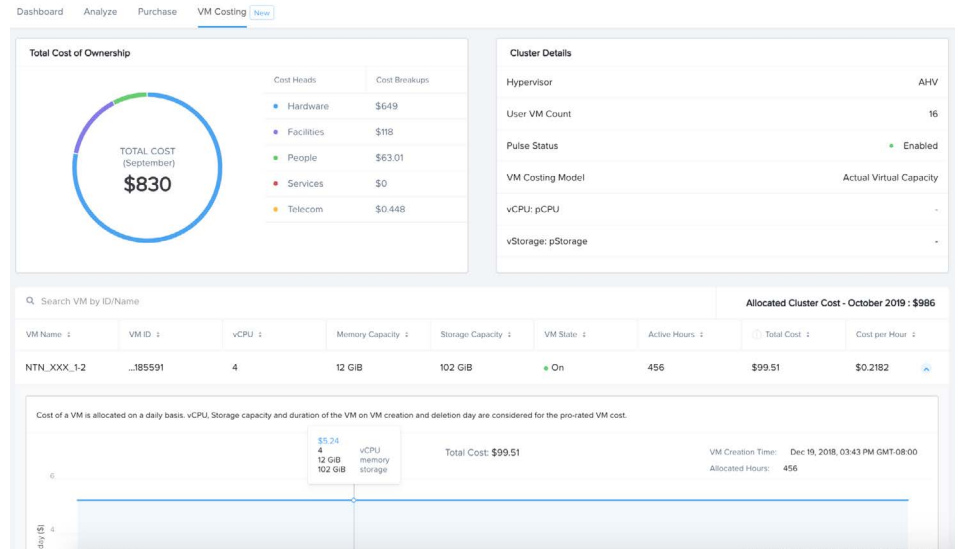 Dashboard Analyze Purchase VM Costing New
Total Cost of Ownership
Cost Heads Cost Breakups
Hardware $649
Facilities $118
People $63.01
Services $0
Telecom $0.448
TOTAL COST
(September)
$830
Cluster Details
Hypervisor AHV
User VM Count 16
Pulse Status Enabled
VM Costing Model Actual Virtual Capacity
vCPU: pCPU -
vStorage: pStorage -
Search VM by ID/Name
Allocated Cluster Cost - October 2019 : $986
VM Name VM ID vCPU Memory Capacity Storage Capacity VM State Active Hours Total Cost Cost per Hour
NTN_XXX_1-2 ...185591 4 12 GiB 102 GiB On 456 $99.51 $0.2182
Cost of a VM is allocated on a daily basis. vCPU, Storage capacity and duration of the VM on VM creation and deletion day are considered for the pro-rated VM cost.
$5.24
4 vCPU
12 GiB memory
102 GiB storage
Total Cost: $99.51
VM Creation Time: Dec 19, 2018, 03:43 PM GMT-08:00
Allocated Hours: 456
6
4
day ($)